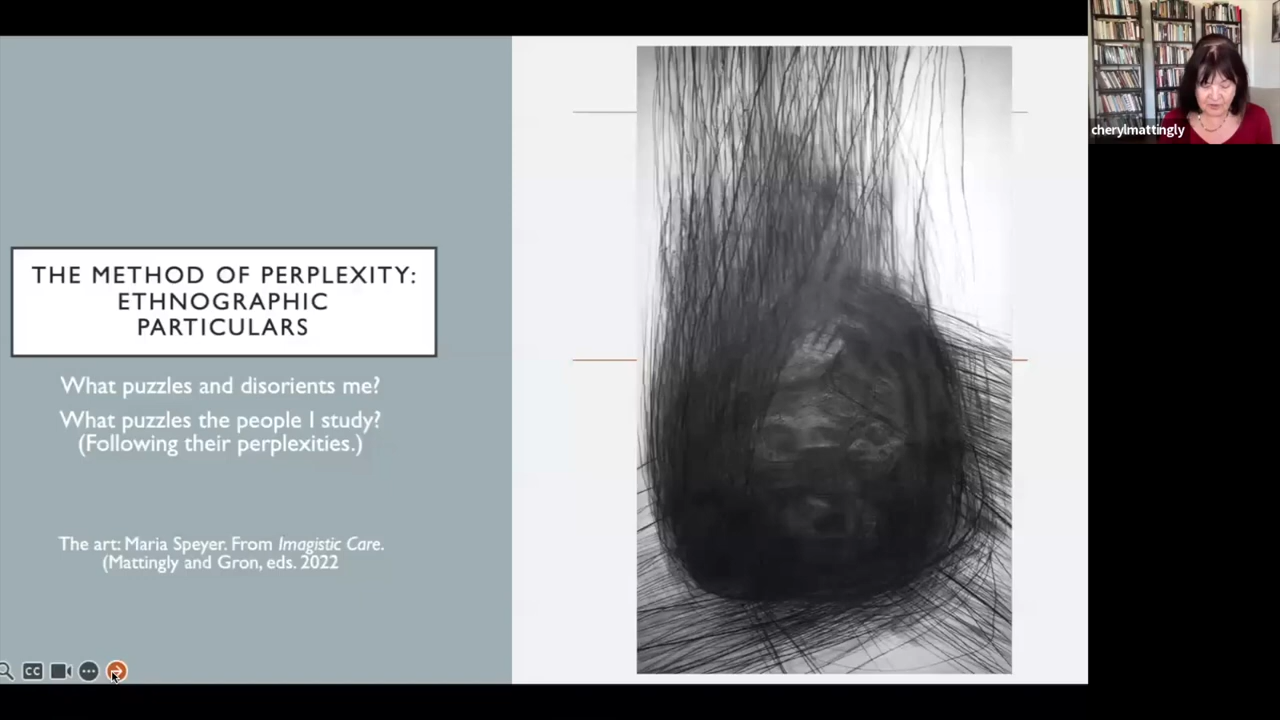 THE METHOD OF PERPLEXITY:
ETHNOGRAPHIC
PARTICULARS
What puzzles and disorients me?
What puzzles the people I study?
(Following their perplexities.)
The art: Maria Speyer. From Imagistic Care.
(Mattingly and Gron, eds. 2022
CC
cherylmattingly